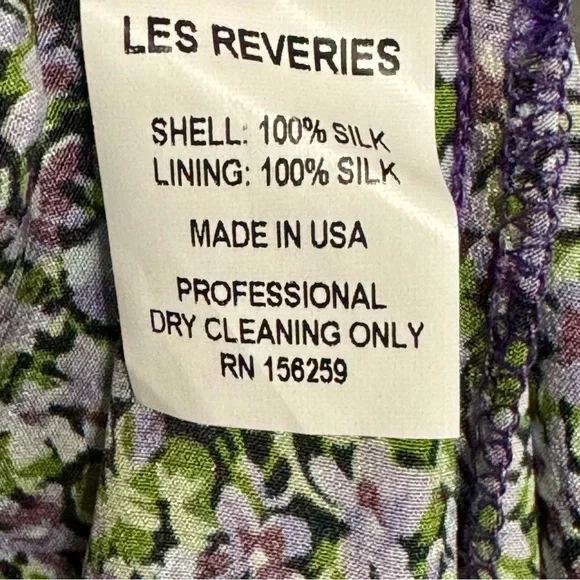 LES REVERIES
SHELL: 100% SILK
LINING: 100% SILK
MADE IN USA
PROFESSIONAL
DRY CLEANING ONLY
RN 156259